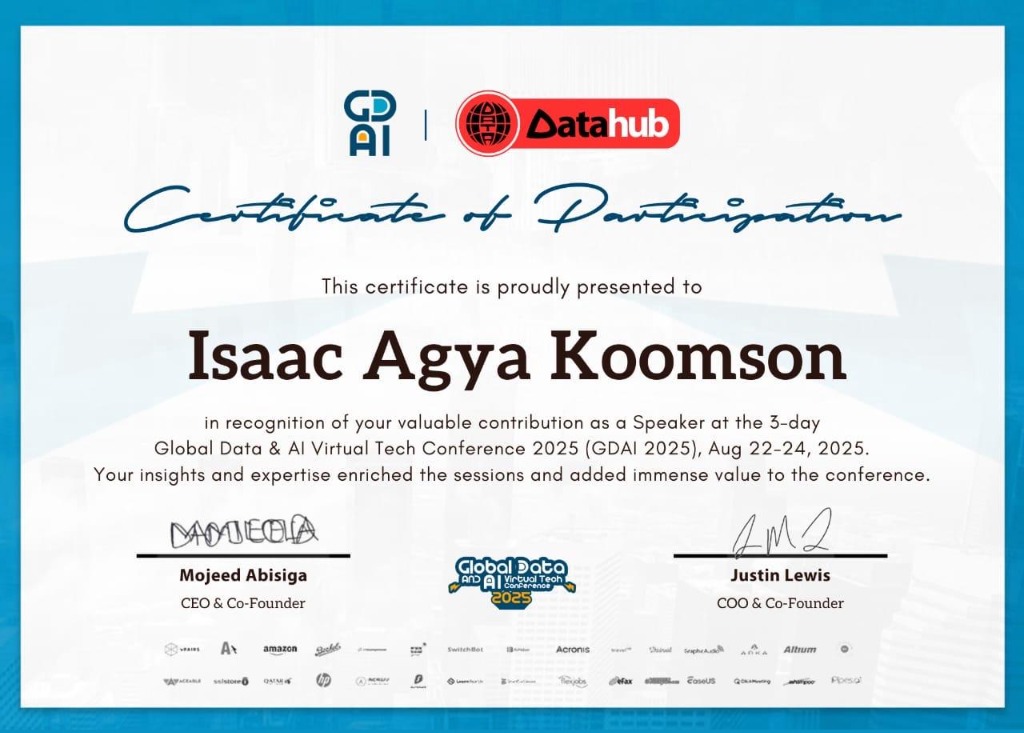 GD AI | Datahub
Certificate of Participation
This certificate is proudly presented to
Isaac Agya Koomson
in recognition of your valuable contribution as a Speaker at the 3-day
Global Data & AI Virtual Tech Conference 2025 (GDAI 2025), Aug 22-24, 2025.
Your insights and expertise enriched the sessions and added immense value to the conference.
Mojeed Abisiga
CEO & Co-Founder
Global Data
AND AI Virtual Tech
Conference
2025
Justin Lewis
COO & Co-Founder
amazon SwitchBot Acronis Altium
hp eFax EaseUS